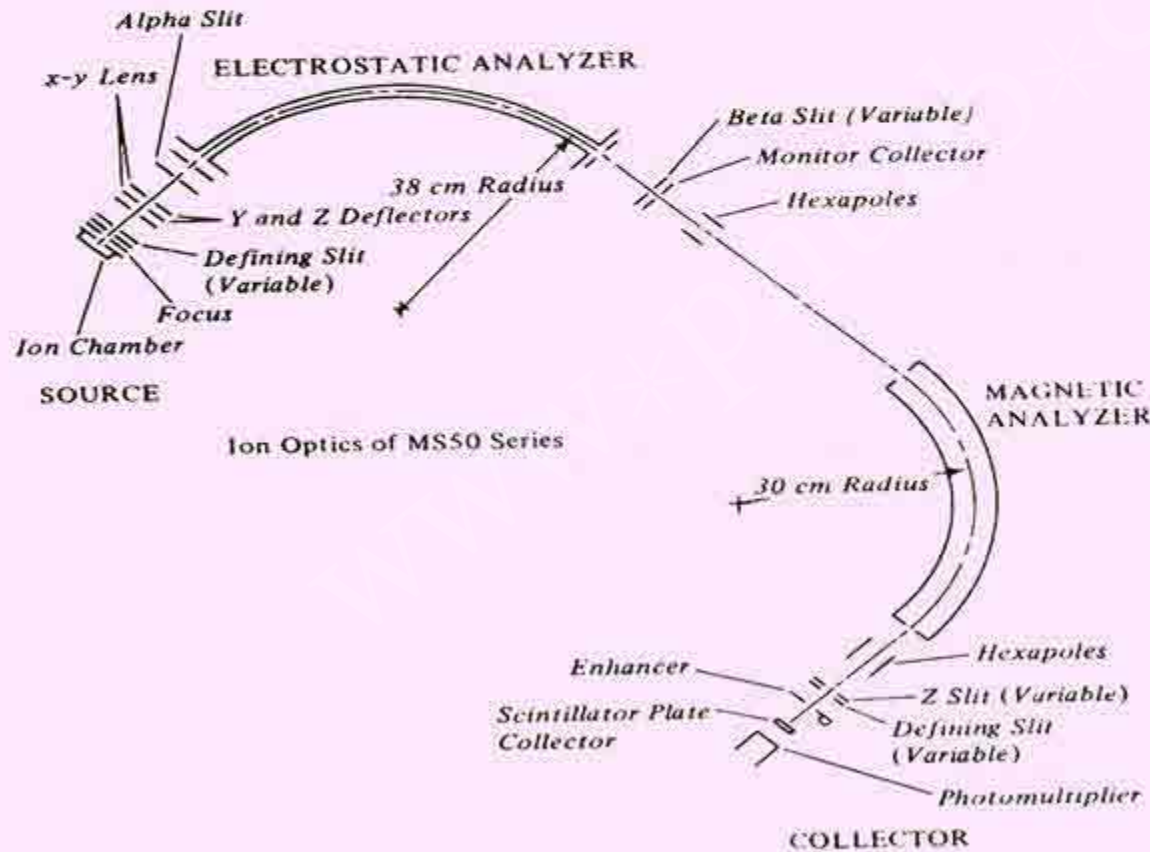 Alpha Slit
x-y Lens
ELECTROSTATIC ANALYZER
Beta Slit (Variable)
Monitor Collector
38 cm Radius
Hexapoles
Y and Z Deflectors
Defining Slit
(Variable)
Focus
Ion Chamber
SOURCE
MAGNETIC
ANALYZER
Ion Optics of MS50 Series
30 cm Radius
Enhancer
Hexapoles
Z Slit (Variable)
Scintillator Plate
Collector
Defining Slit
(Variable)
Photomultiplier
COLLECTOR